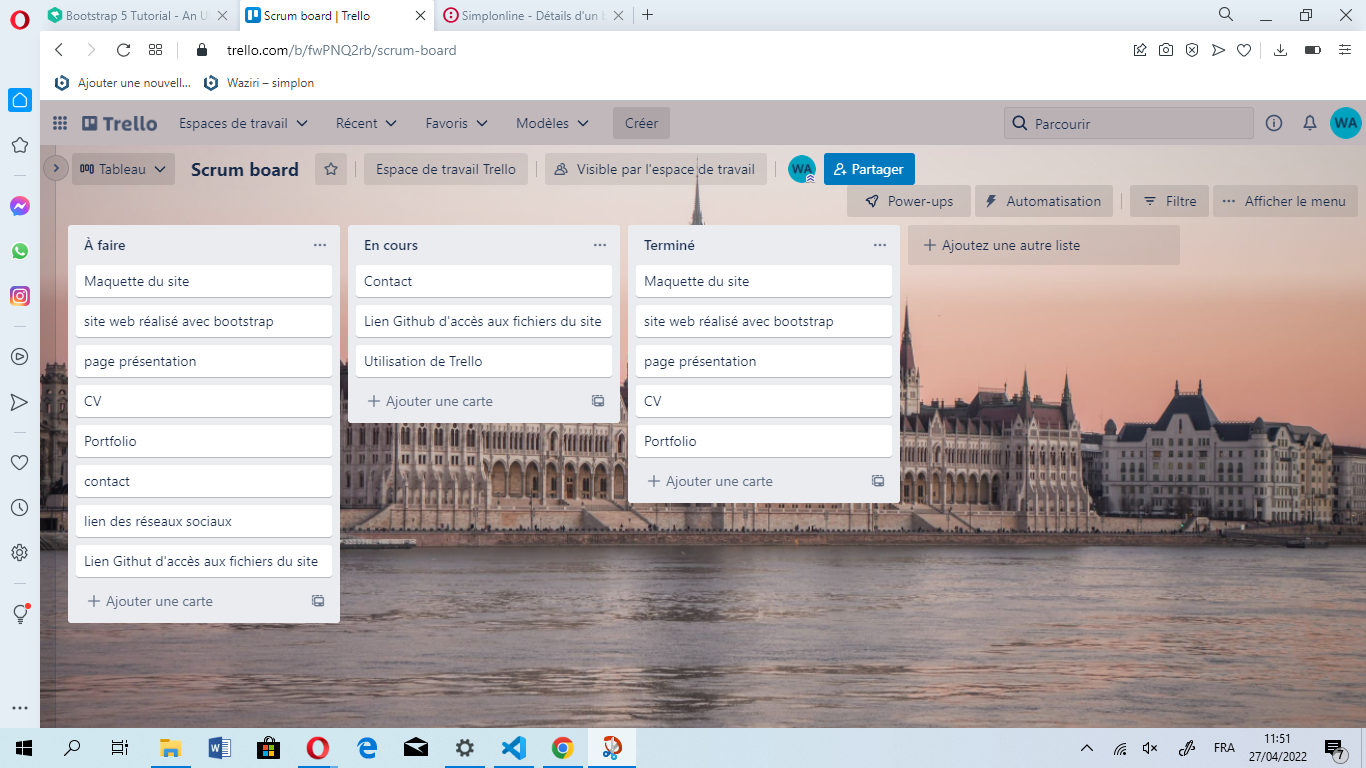 Bootstrap 5 Tutorial - An U
Scrum board | Trello
Simplonline - Détails d'un b
trello.com/b/fwPNQ2rb/scrum-board
Ajouter une nouvell...
Waziri – simplon
Trello
Espaces de travail
Récent
Favoris
Modèles
Créer
Parcourir
WA
Tableau
Scrum board
Espace de travail Trello
Visible par l'espace de travail
WA
Partager
Power-ups
Automatisation
Filtre
Afficher le menu
À faire
Maquette du site
site web réalisé avec bootstrap
page présentation
CV
Portfolio
contact
lien des réseaux sociaux
Lien Githut d'accès aux fichiers du site
Ajouter une carte
En cours
Contact
Lien Github d'accès aux fichiers du site
Utilisation de Trello
Ajouter une carte
Terminé
Maquette du site
site web réalisé avec bootstrap
page présentation
CV
Portfolio
Ajouter une carte
Ajoutez une autre liste
FRA
11:51
27/04/2022
7